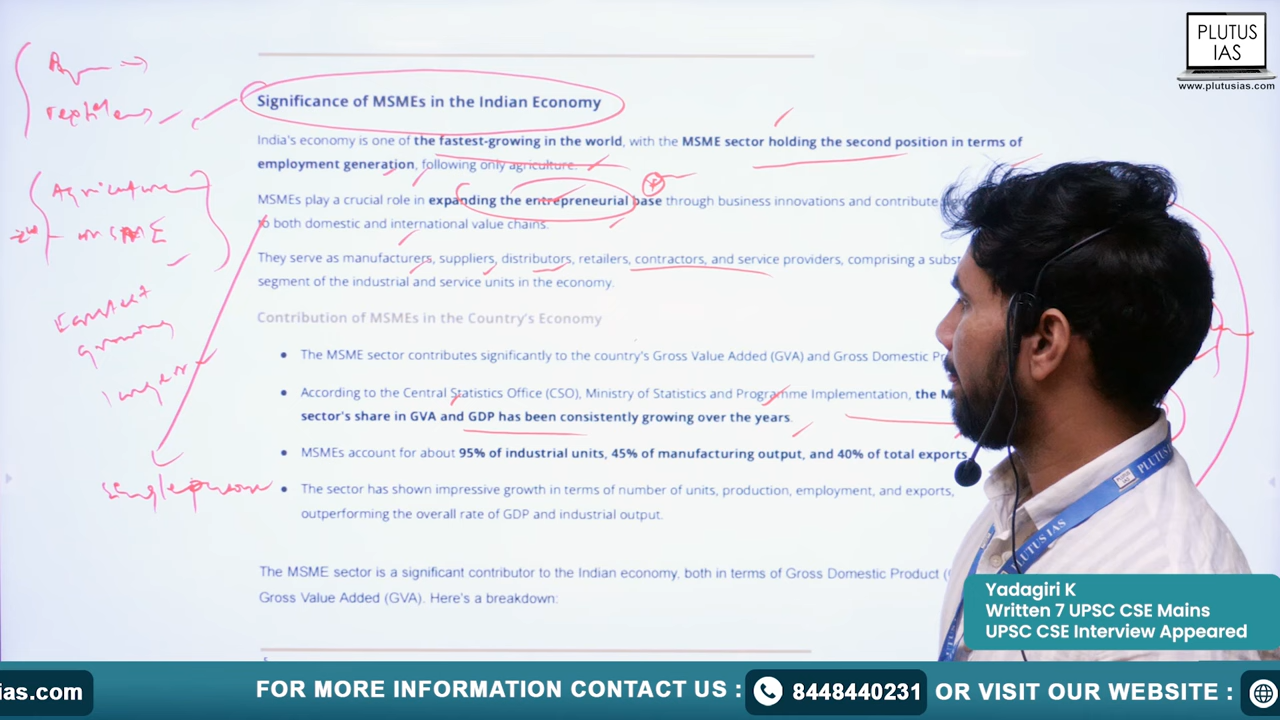 PLUTUS
IAS
www.plutusias.com
Significance of MSMEs in the Indian Economy
India's economy is one of the fastest-growing in the world, with the MSME sector holding the second position in terms of
employment generation, following only agriculture.
MSMEs play a crucial role in expanding the entrepreneurial base through business innovations and contribute
to both domestic and international value chains.
They serve as manufacturers, suppliers, distributors, retailers, contractors, and service providers, comprising a subst
segment of the industrial and service units in the economy.
Contribution of MSMEs in the Country's Economy
● The MSME sector contributes significantly to the country's Gross Value Added (GVA) and Gross Domestic Pr
● According to the Central Statistics Office (CSO), Ministry of Statistics and Programme Implementation, the M
sector's share in GVA and GDP has been consistently growing over the years.
● MSMEs account for about 95% of industrial units, 45% of manufacturing output, and 40% of total exports
● The sector has shown impressive growth in terms of number of units, production, employment, and exports,
outperforming the overall rate of GDP and industrial output.
The MSME sector is a significant contributor to the Indian economy, both in terms of Gross Domestic Product (
Gross Value Added (GVA). Here's a breakdown:
5
Agriculture
MSME
growing
PLUTUS
Yadagiri K
Written 7 UPSC CSE Mains
UPSC CSE Interview Appeared
ias.com
FOR MORE INFORMATION CONTACT US : 8448440231 OR VISIT OUR WEBSITE :